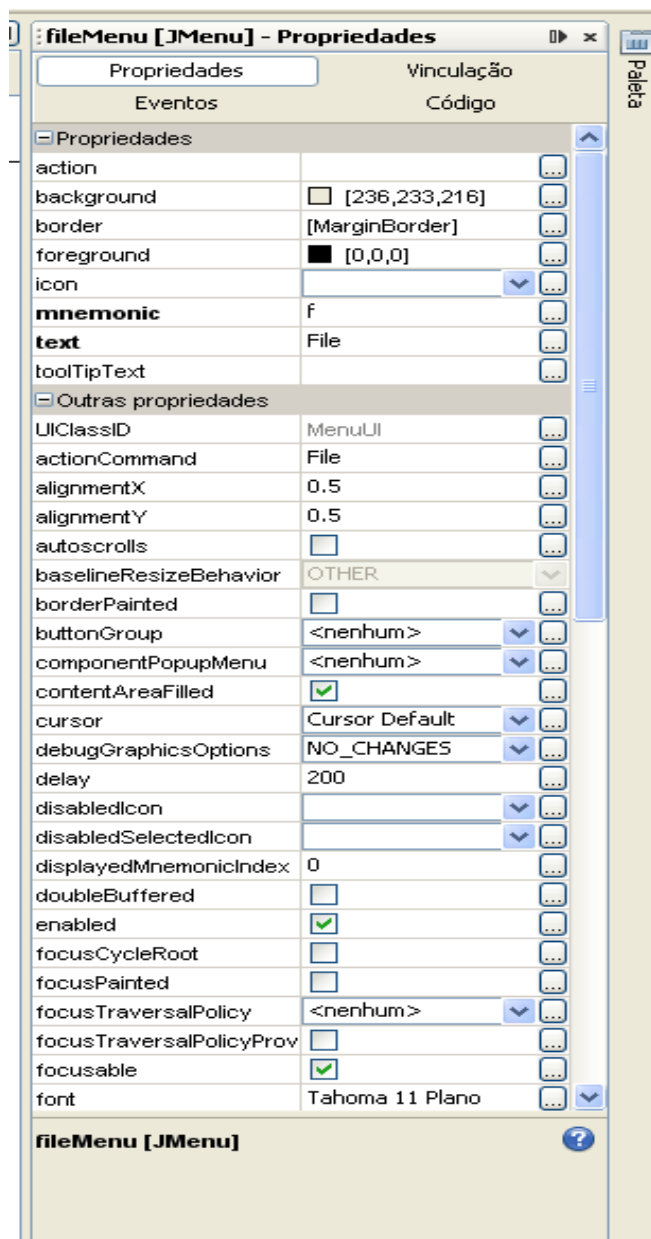 fileMenu [JMenu] - Propriedades
Propriedades Vinculação
Eventos Código
Propriedades
action
background [236,233,216]
border [MarginBorder]
foreground [0,0,0]
icon
mnemonic f
text File
toolTipText
Outras propriedades
UIClassID MenuUI
actionCommand File
alignmentX 0.5
alignmentY 0.5
autoscrolls
baselineResizeBehavior OTHER
borderPainted
buttonGroup <nenhum>
componentPopupMenu <nenhum>
contentAreaFilled
cursor Cursor Default
debugGraphicsOptions NO_CHANGES
delay 200
disabledIcon
disabledSelectedIcon
displayedMnemonicIndex 0
doubleBuffered
enabled
focusCycleRoot
focusPainted
focusTraversalPolicy <nenhum>
focusTraversalPolicyProv
focusable
font Tahoma 11 Plano
fileMenu [JMenu]
Paleta